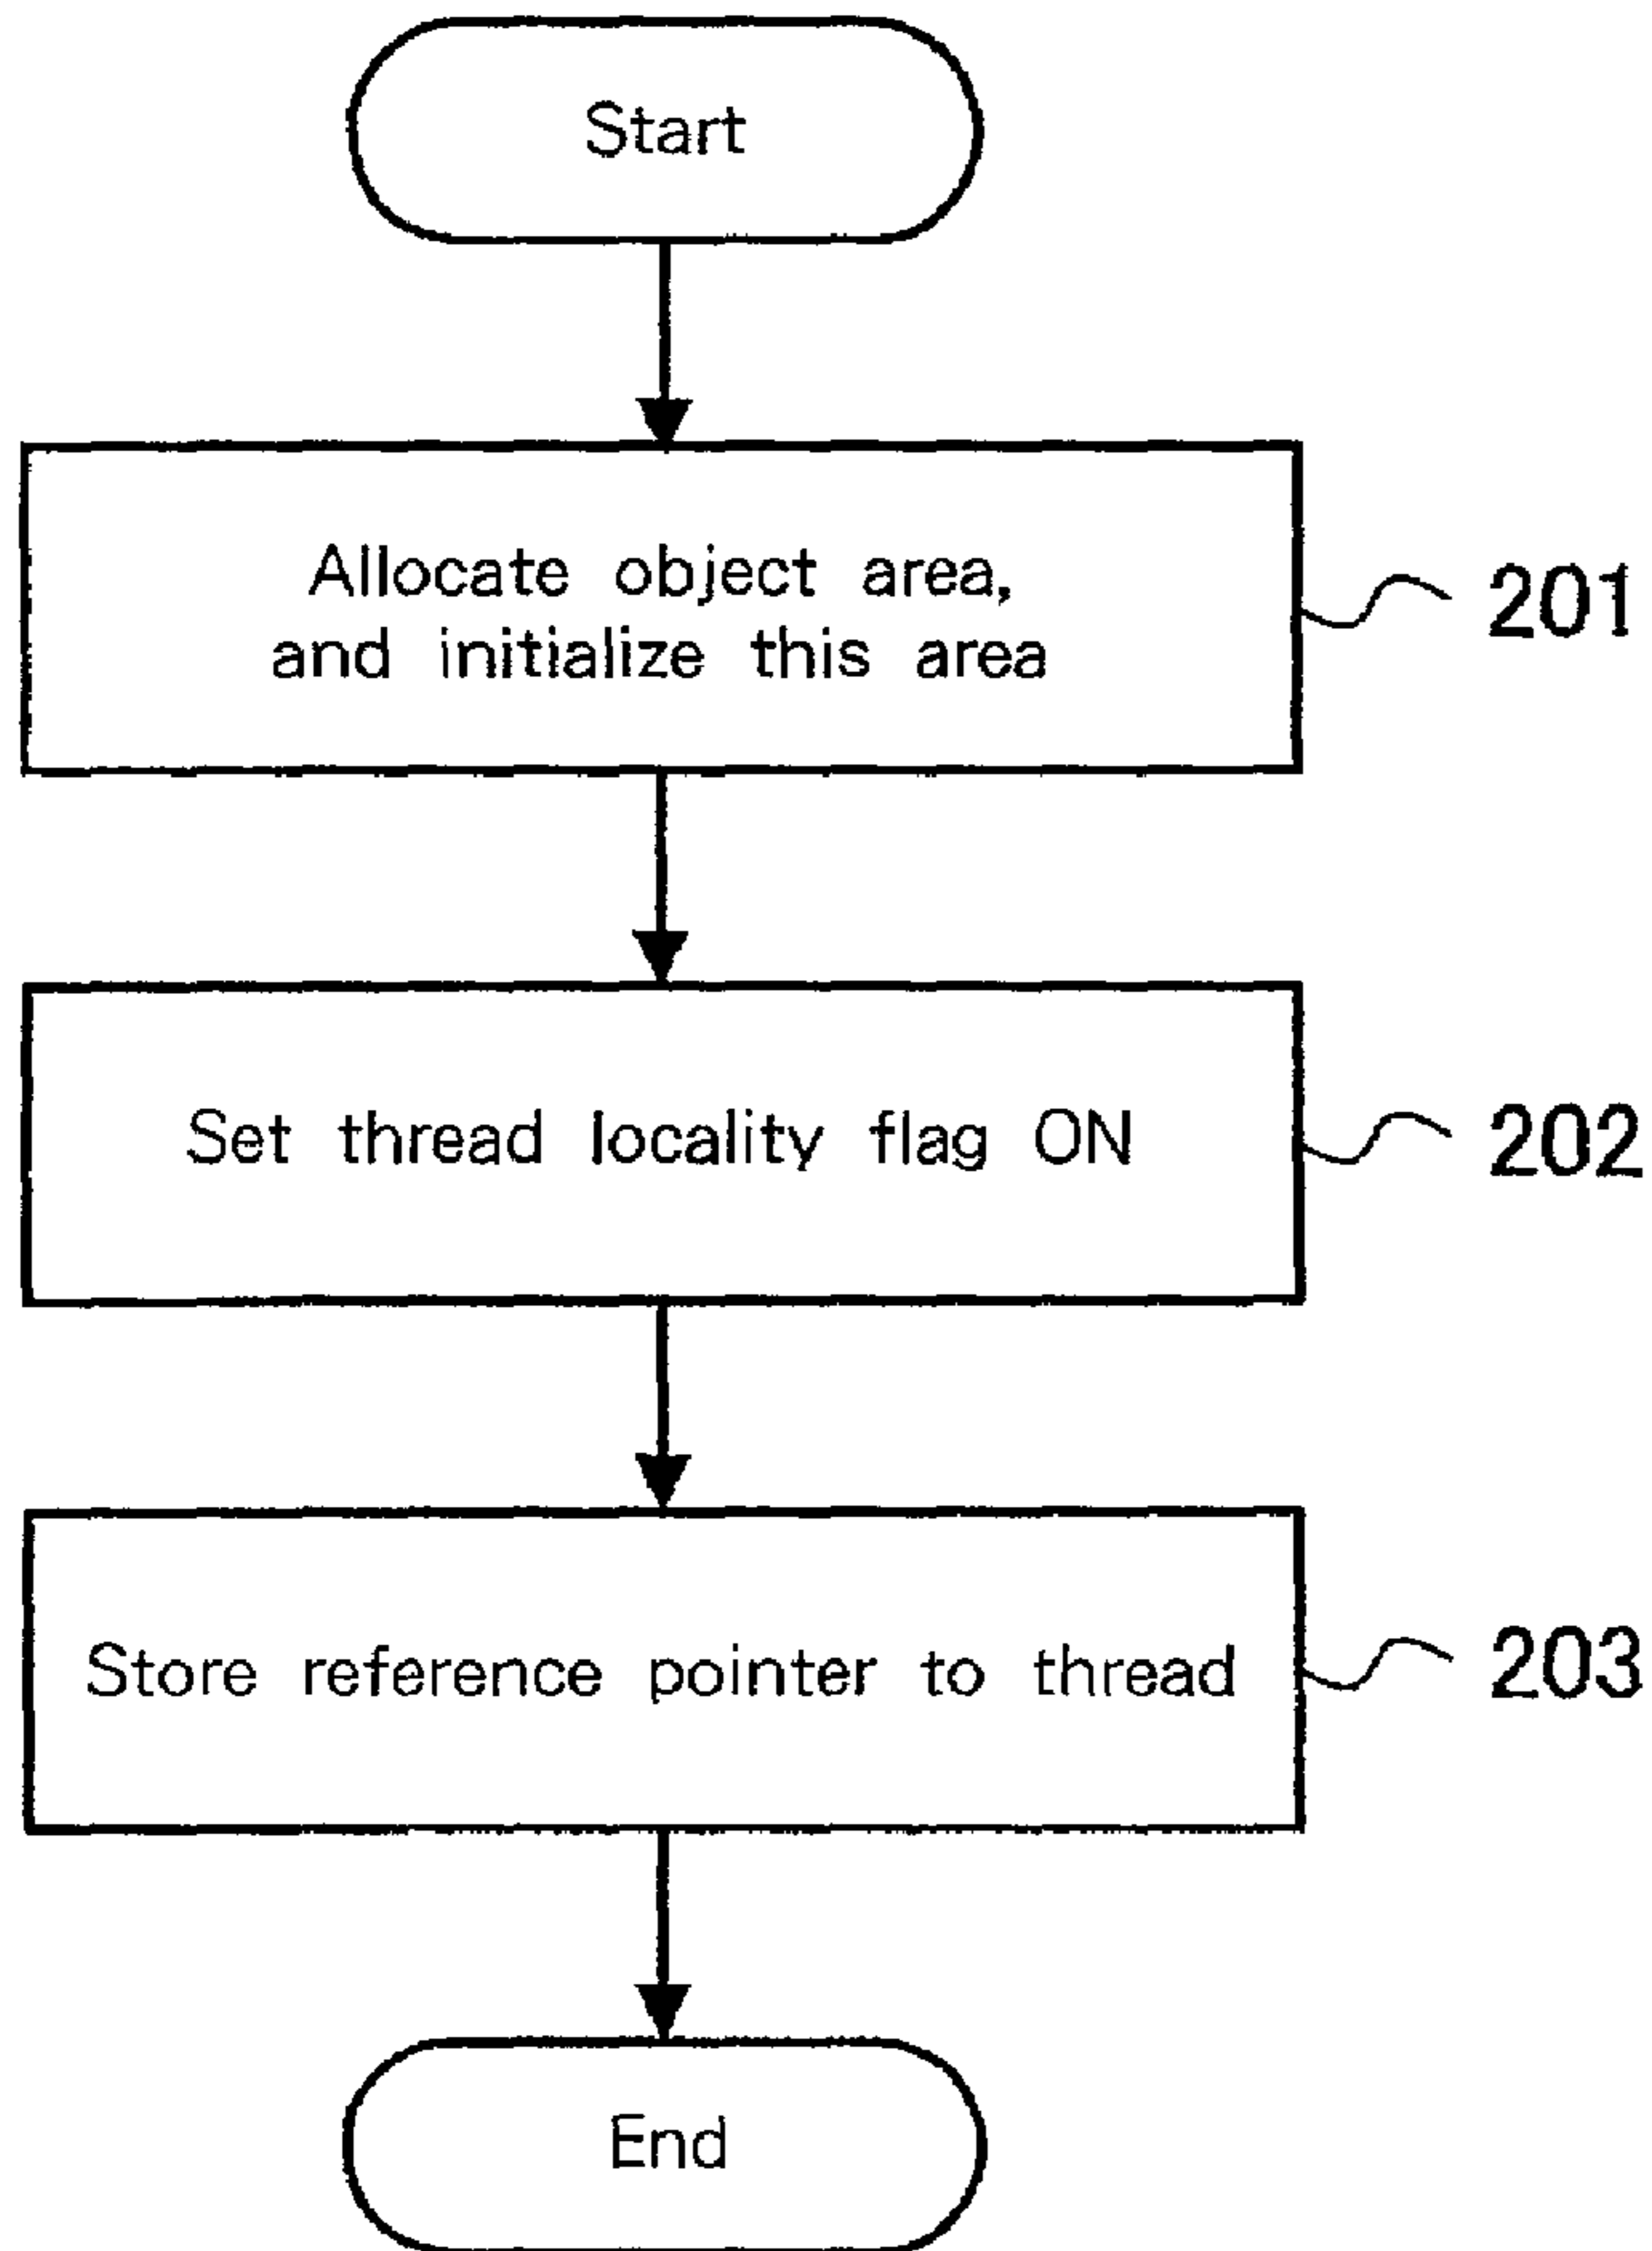 Start
Allocate object area,
and initialize this area
201
Set thread locality flag ON
202
Store reference pointer to thread
203
End